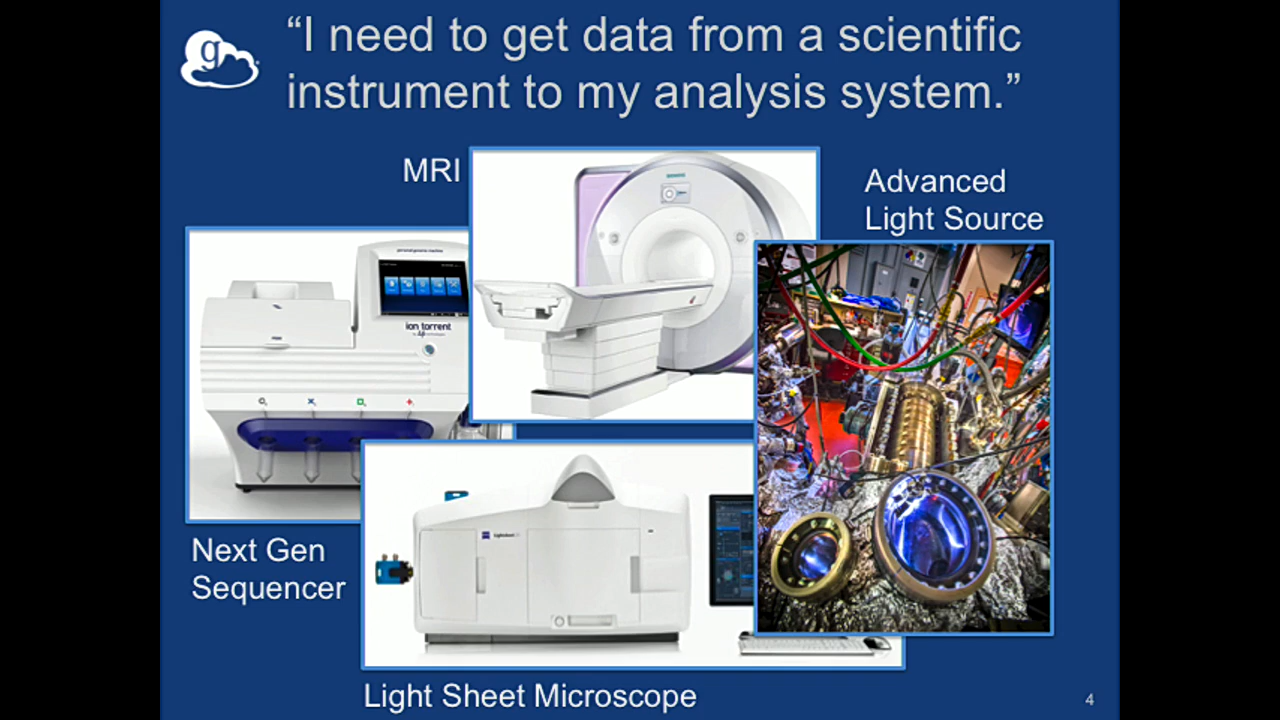 “I need to get data from a scientific
instrument to my analysis system.”
g
MRI
SIEMENS
Advanced
Light Source
ion torrent
Next Gen
Sequencer
Light Sheet Microscope
4